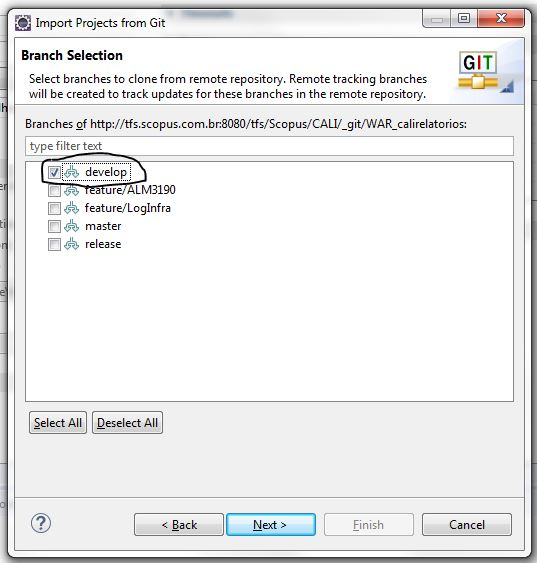 Import Projects from Git
Branch Selection
Select branches to clone from remote repository. Remote tracking branches
will be created to track updates for these branches in the remote repository.
GIT
Branches of http://tfs.scopus.com.br:8080/tfs/Scopus/CALI/_git/WAR_calirelatorios:
type filter text
develop
feature/ALM3190
feature/LogInfra
master
release
Select All
Deselect All
?
< Back
Next >
Finish
Cancel